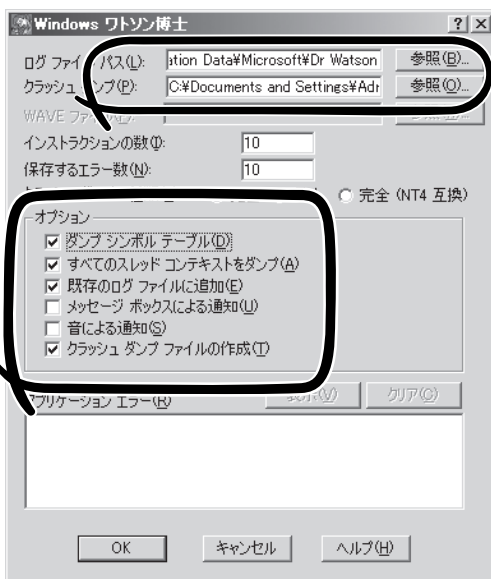 Windows ワトソン博士
ログ ファイル パス(L): ation Data¥Microsoft¥Dr Watson 参照(B)...
クラッシュ ダンプ(P): C:¥Documents and Settings¥Adr 参照(O)...
WAVE
インストラクションの数(I): 10
保存するエラー数(N): 10
完全 (NT4 互換)
オプション
ダンプ シンボル テーブル(D)
すべてのスレッド コンテキストをダンプ(A)
既存のログ ファイルに追加(E)
メッセージ ボックスによる通知(U)
音による通知(S)
クラッシュ ダンプ ファイルの作成(T)
アプリケーション エラー(R) 表示(V) クリア(C)
OK キャンセル ヘルプ(H)